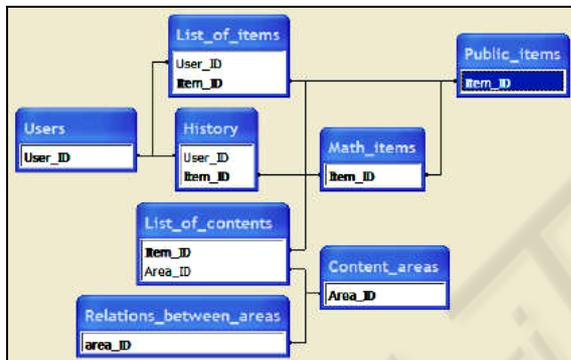 List_of_items
User_ID
Item_ID
Public_items
Item_ID
Users
User_ID
History
User_ID
Item_ID
Math_items
Item_ID
List_of_contents
Item_ID
Area_ID
Content_areas
Area_ID
Relations_between_areas
area_ID